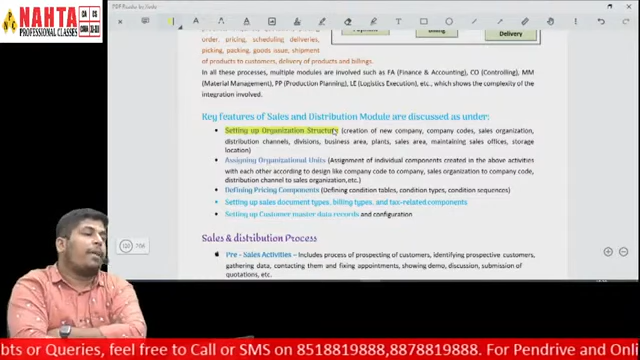 NAHTA
PROFESSIONAL CLASSES
CA
CS
CMA
XI-XII
order, pricing, scheduling deliveries,
picking, packing, goods issue, shipment
of products to customers, delivery of products and billings.
Billing
Delivery
In all these processes, multiple modules are involved such as FA (Finance & Accounting), CO (Controlling), MM
(Material Management), PP (Production Planning), LE (Logistics Execution), etc., which shows the complexity of the
integration involved.
Key features of Sales and Distribution Module are discussed as under:
• Setting up Organization Structure (creation of new company, company codes, sales organization,
distribution channels, divisions, business area, plants, sales area, maintaining sales offices, storage
location)
• Assigning Organizational Units (Assignment of individual components created in the above activities
with each other according to design like company code to company, sales organization to company code,
distribution channel to sales organization,etc.)
• Defining Pricing Components (Defining condition tables, condition types, condition sequences)
• Setting up sales document types, billing types, and tax-related components
• Setting up Customer master data records and configuration
Sales & distribution Process
Pre - Sales Activities – Includes process of prospecting of customers, identifying prospective customers,
gathering data, contacting them and fixing appointments, showing demo, discussion, submission of
quotations, etc.
bts or Queries, feel free to Call or SMS on 8518819888,8878819888. For Pendrive and Onli